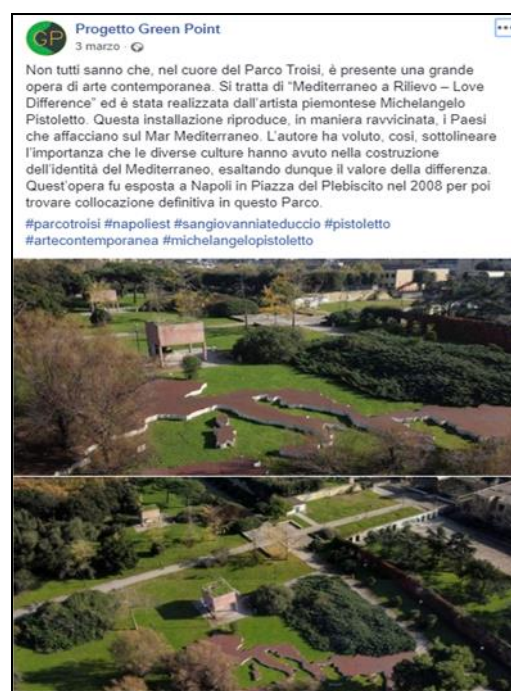 GP
Progetto Green Point
3 marzo ·
Non tutti sanno che, nel cuore del Parco Troisi, è presente una grande
opera di arte contemporanea. Si tratta di “Mediterraneo a Rilievo – Love
Difference” ed è stata realizzata dall’artista piemontese Michelangelo
Pistoletto. Questa installazione riproduce, in maniera ravvicinata, i Paesi
che affacciano sul Mar Mediterraneo. L’autore ha voluto, così, sottolineare
l’importanza che le diverse culture hanno avuto nella costruzione
dell’identità del Mediterraneo, esaltando dunque il valore della differenza.
Quest’opera fu esposta a Napoli in Piazza del Plebiscito nel 2008 per poi
trovare collocazione definitiva in questo Parco.
#parcotroisi #napoliest #sangiovanniateduccio #pistoletto
#artecontemporanea #michelangelopistoletto